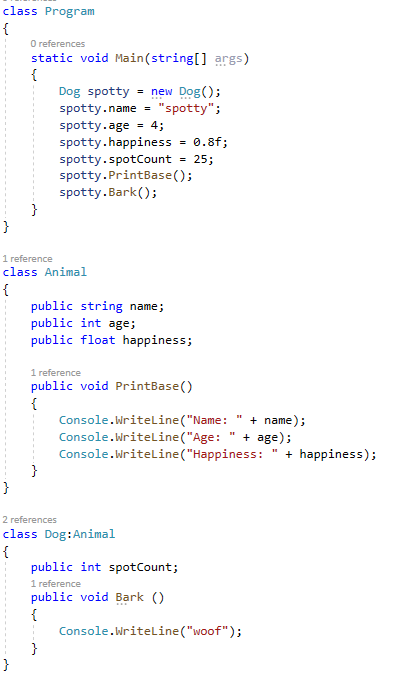 class Program
{
0 references
static void Main(string[] args)
{
Dog spotty = new Dog();
spotty.name = "spotty";
spotty.age = 4;
spotty.happiness = 0.8f;
spotty.spotCount = 25;
spotty.PrintBase();
spotty.Bark();
}
}
1 reference
class Animal
{
public string name;
public int age;
public float happiness;
1 reference
public void PrintBase()
{
Console.WriteLine("Name: " + name);
Console.WriteLine("Age: " + age);
Console.WriteLine("Happiness: " + happiness);
}
}
2 references
class Dog:Animal
{
public int spotCount;
1 reference
public void Bark ()
{
Console.WriteLine("woof");
}
}